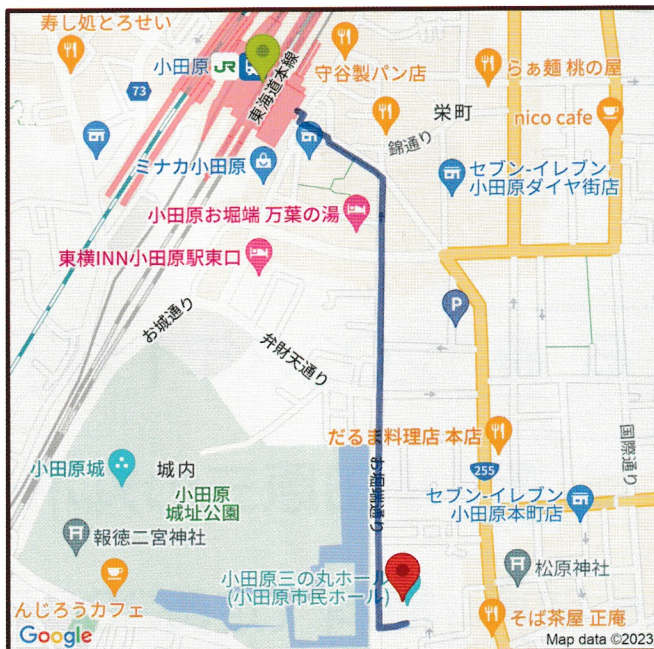 寿し処とろせい
小田原 JR
東海道本線
守谷製パン店
らぁ麺 桃の屋
73
栄町
nico cafe
錦通り
ミナカ小田原
セブン-イレブン
小田原ダイヤ街店
小田原お堀端 万葉の湯
東横INN小田原駅東口
お城通り
P
弁財天通り
だるま料理店 本店
国際通り
お堀端通り
255
小田原城
城内
小田原
城址公園
セブン-イレブン
小田原本町店
報徳二宮神社
小田原三の丸ホール
(小田原市民ホール)
松原神社
んじろうカフェ
そば茶屋 正庵
Google
Map data ©2023